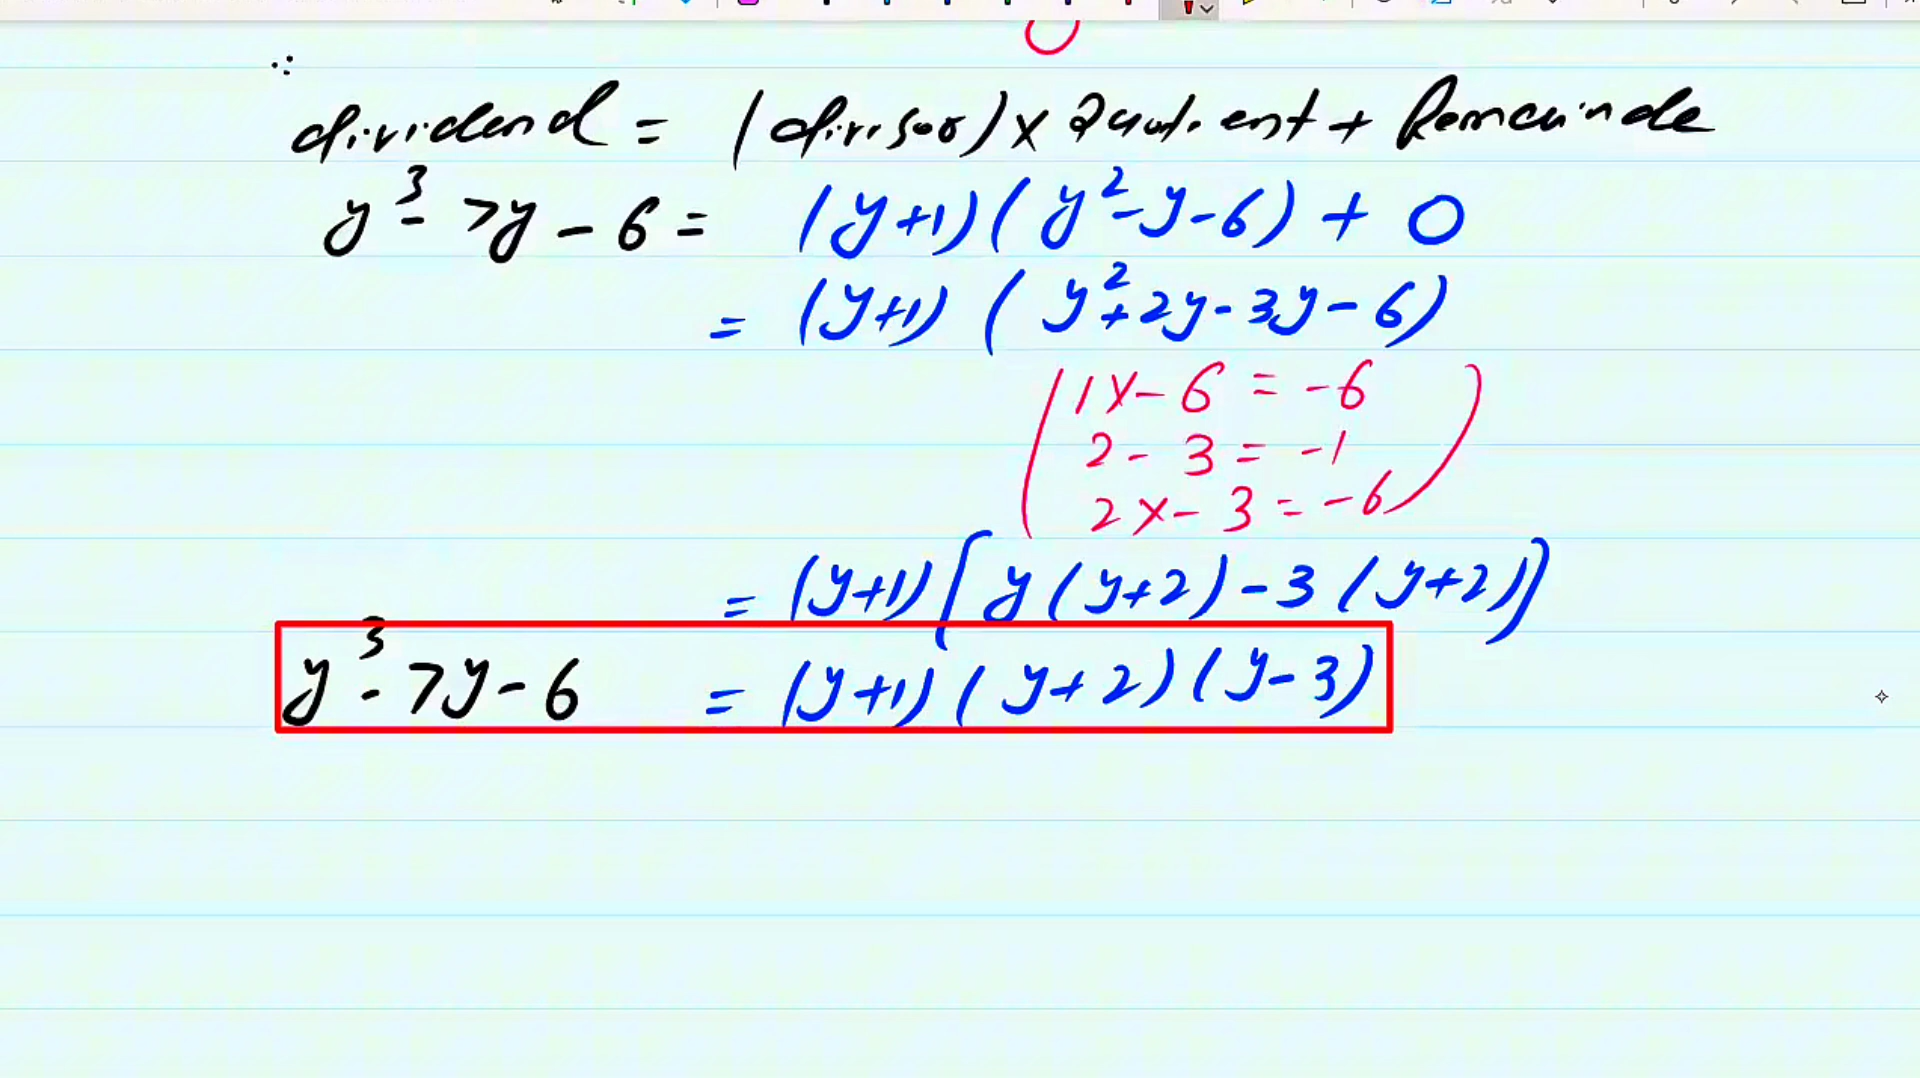 ∵
dividend = (divisor) × Quotient + Remainde
y³ - 7y - 6 = (y+1)(y²-y-6) + 0
= (y+1) (y²+2y-3y-6)
(1×-6 = -6
2 - 3 = -1
2×-3 = -6)
= (y+1)[y(y+2)-3(y+2)]
y³-7y-6 = (y+1)(y+2)(y-3)